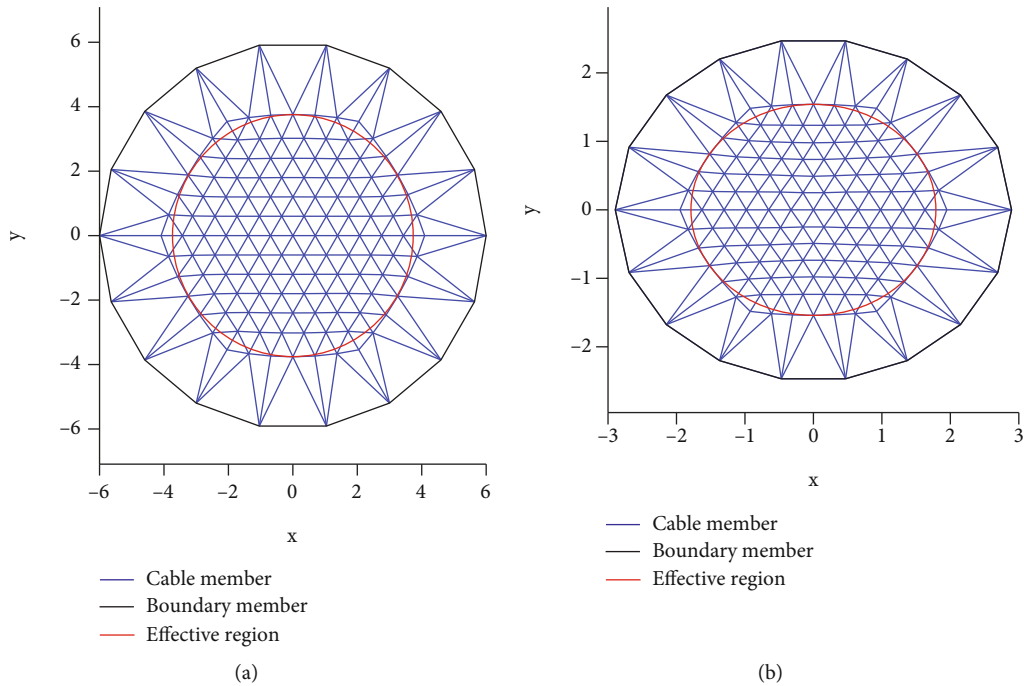 6
4
2
y
0
–2
–4
–6
–6
–4
–2
0
2
4
6
x
Cable member
Boundary member
Effective region
(a)
2
1
y
0
–1
–2
–3
–2
–1
0
1
2
3
x
Cable member
Boundary member
Effective region
(b)